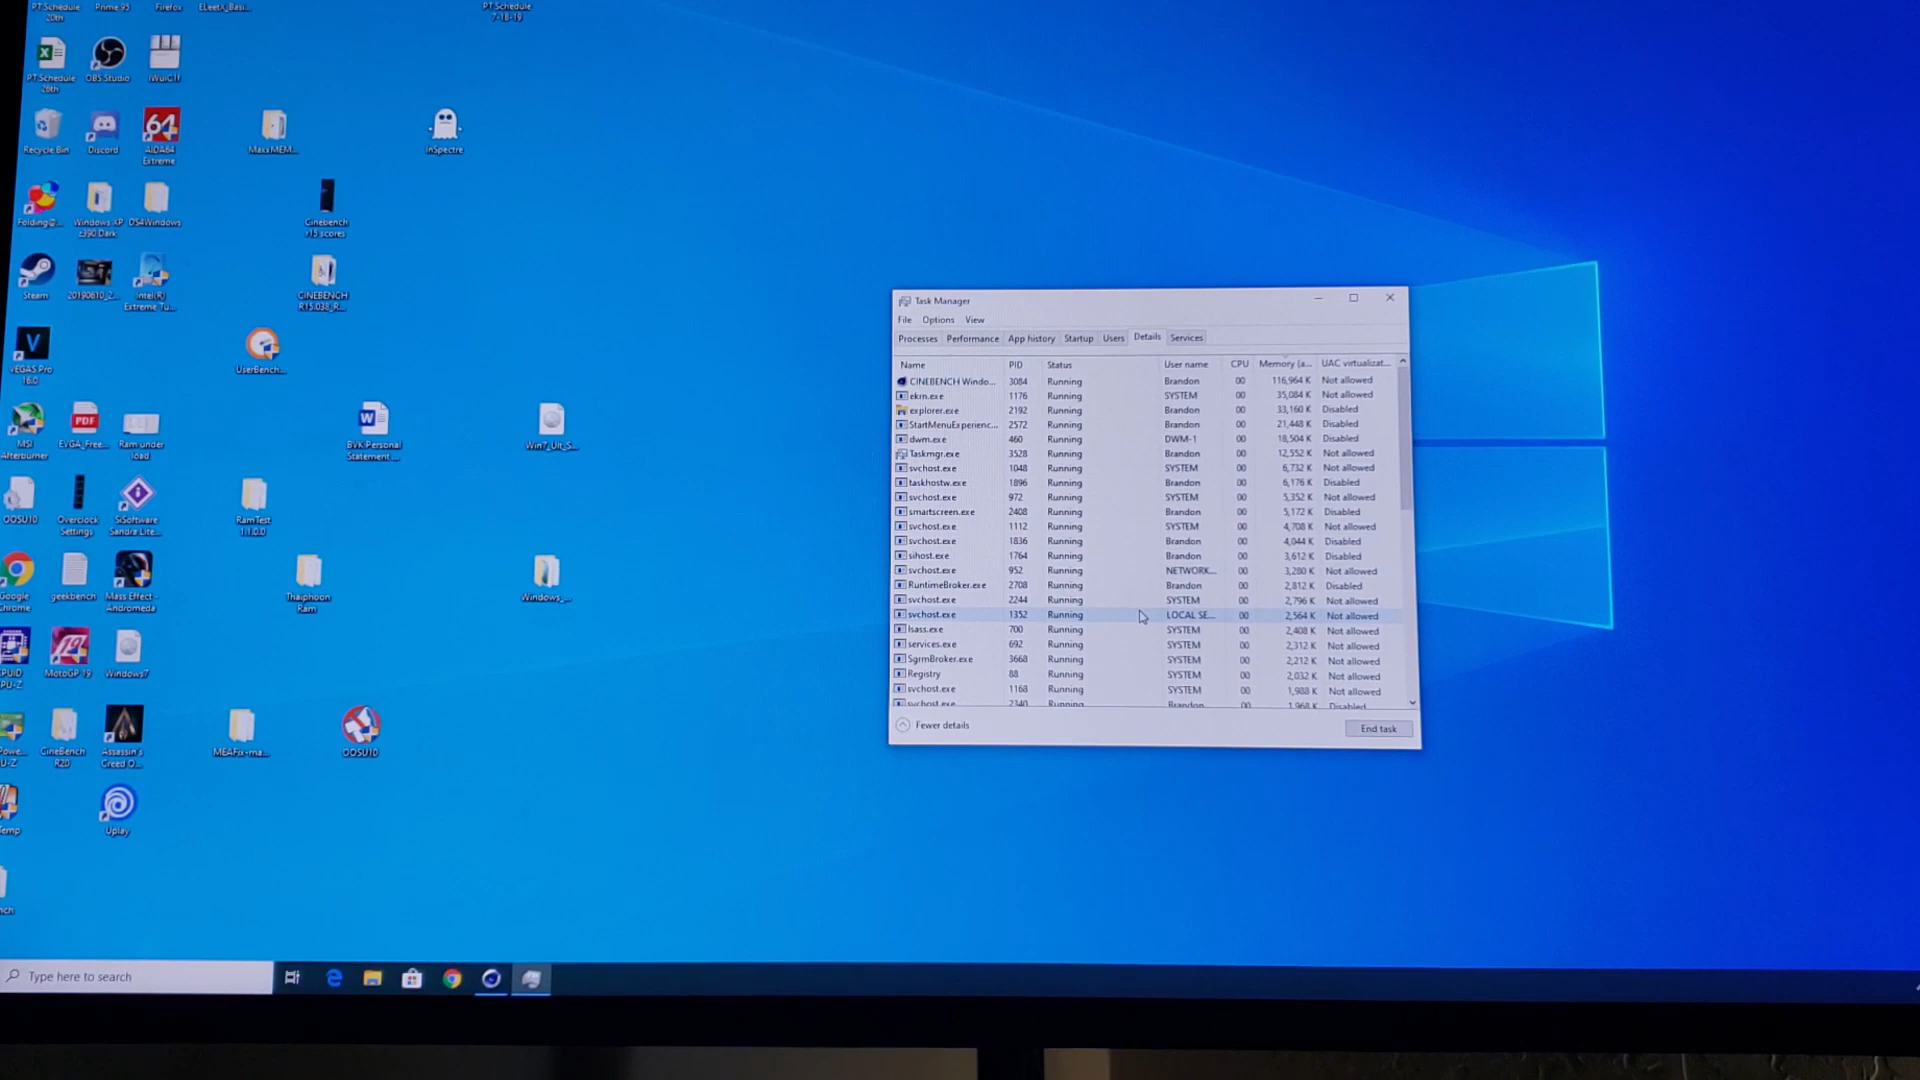 PT Schedule
20th
Prime 95
Firefox
ELeetX_Basi...
PT Schedule
7-18-19
PT Schedule
26th
OBS Studio
Recycle Bin
Discord
AIDA64
Extreme
64
MaxxMEM...
InSpectre
Folding@...
Windows XP
x390 Dark
DS4Windows
Cinebench
r15 scores
Steam
20190610_2...
Intel(R)
Extreme Tu...
CINEBENCH
R15.038_R...
VEGAS Pro
16.0
UserBench...
MSI
Afterburner
PDF
EVGA_Free...
Ram under
load
BVK Personal
Statement ...
Win7_Ult_S...
OOSU10
Overclock
Settings
SiSoftware
Sandra Lite...
RamTest
1.1.0.0
Google
Chrome
geekbench
Mass Effect -
Andromeda
Thaiphoon
Ram
Windows_...
CPUID
CPU-Z
MotoGP 19
Windows7
Powe...
U-Z
CineBench
R20
Assassin's
Creed O...
MEAFix-ma...
OOSU10
Temp
Uplay
nch
Task Manager
File Options View
Processes Performance App history Startup Users Details Services
Name PID Status User name CPU Memory (a... UAC virtualizat...
CINEBENCH Windo... 3084 Running Brandon 00 116,964 K Not allowed
ekrn.exe 1176 Running SYSTEM 00 35,084 K Not allowed
explorer.exe 2192 Running Brandon 00 33,160 K Disabled
StartMenuExperienc... 2572 Running Brandon 00 21,448 K Disabled
dwm.exe 460 Running DWM-1 00 18,504 K Disabled
Taskmgr.exe 3528 Running Brandon 00 12,552 K Not allowed
svchost.exe 1048 Running SYSTEM 00 6,732 K Not allowed
taskhostw.exe 1896 Running Brandon 00 6,176 K Disabled
svchost.exe 972 Running SYSTEM 00 5,352 K Not allowed
smartscreen.exe 2408 Running Brandon 00 5,172 K Disabled
svchost.exe 1112 Running SYSTEM 00 4,708 K Not allowed
svchost.exe 1836 Running Brandon 00 4,044 K Disabled
sihost.exe 1764 Running Brandon 00 3,612 K Disabled
svchost.exe 952 Running NETWORK... 00 3,280 K Not allowed
RuntimeBroker.exe 2708 Running Brandon 00 2,812 K Disabled
svchost.exe 2244 Running SYSTEM 00 2,796 K Not allowed
svchost.exe 1352 Running LOCAL SE... 00 2,564 K Not allowed
lsass.exe 700 Running SYSTEM 00 2,408 K Not allowed
services.exe 692 Running SYSTEM 00 2,312 K Not allowed
SgrmBroker.exe 3668 Running SYSTEM 00 2,212 K Not allowed
Registry 88 Running SYSTEM 00 2,032 K Not allowed
svchost.exe 1168 Running SYSTEM 00 1,988 K Not allowed
svchost.exe 2340 Running Brandon 00 1,968 K Disabled
Fewer details
End task
Type here to search